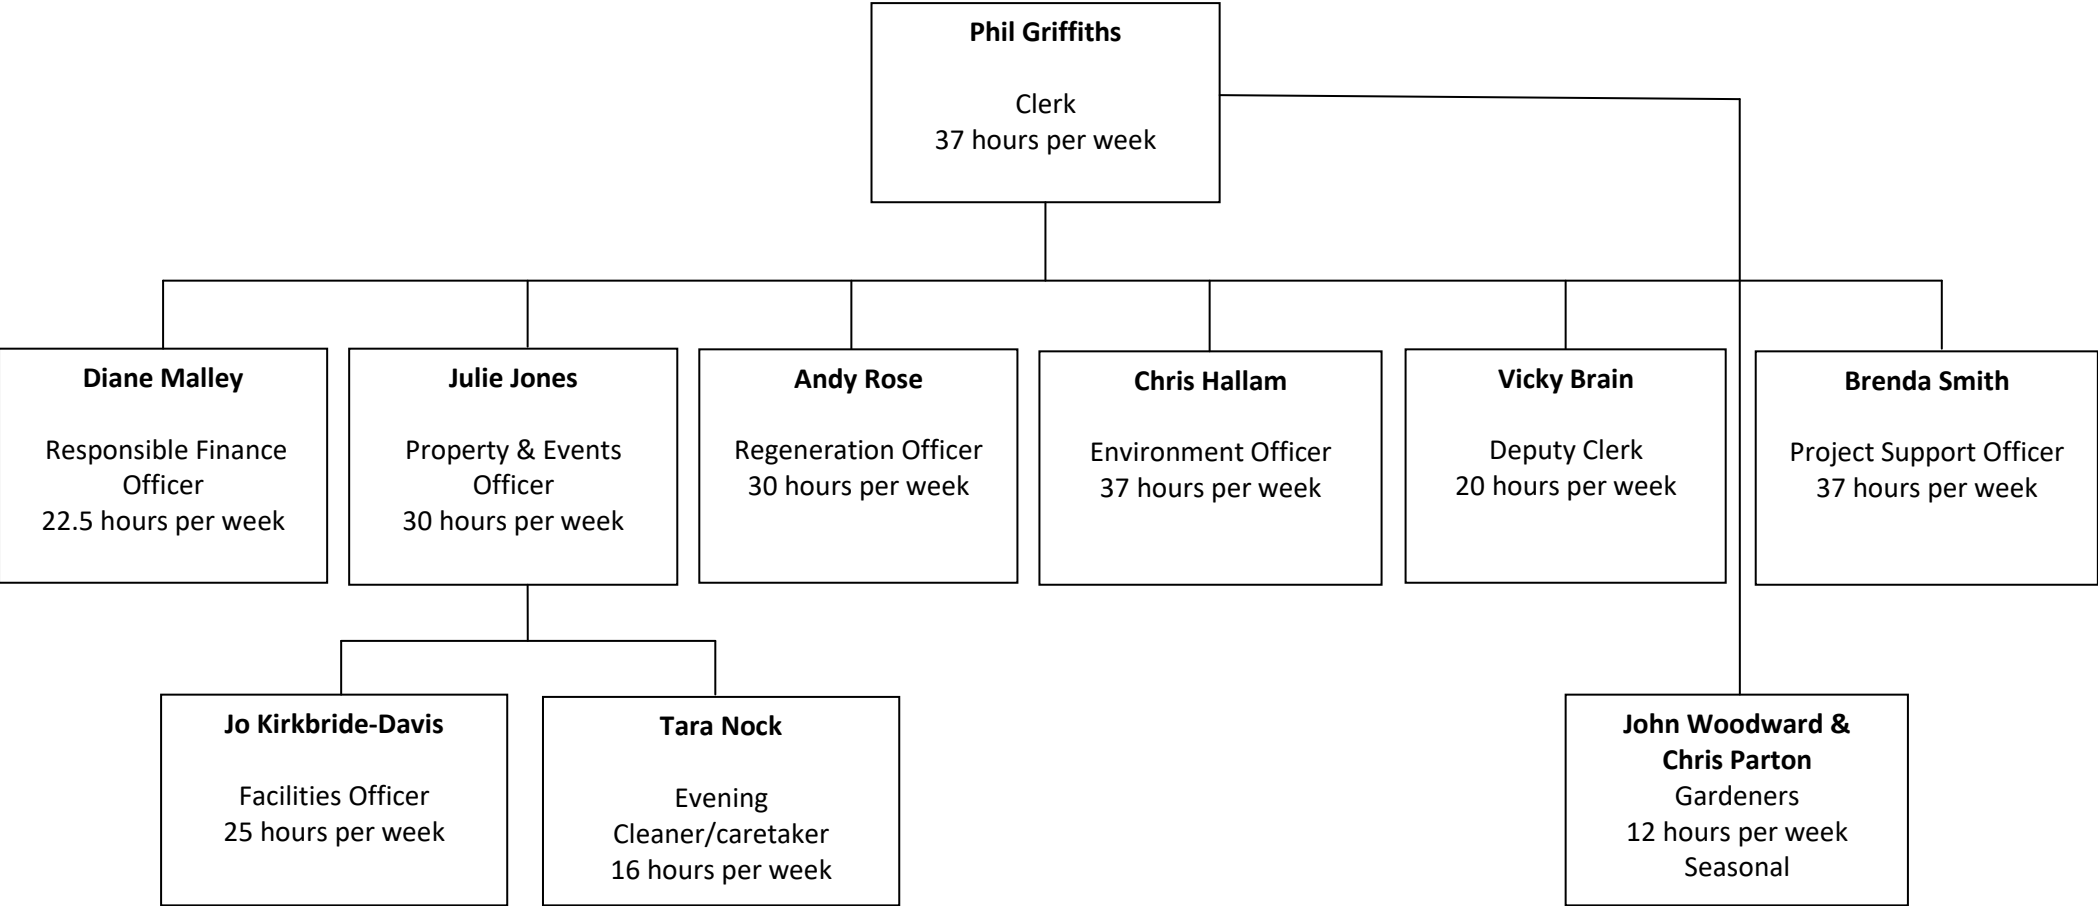 Phil Griffiths
Clerk
37 hours per week
Diane Malley
Responsible Finance
Officer
22.5 hours per week
Julie Jones
Property & Events
Officer
30 hours per week
Andy Rose
Regeneration Officer
30 hours per week
Chris Hallam
Environment Officer
37 hours per week
Vicky Brain
Deputy Clerk
20 hours per week
Brenda Smith
Project Support Officer
37 hours per week
Jo Kirkbride-Davis
Facilities Officer
25 hours per week
Tara Nock
Evening
Cleaner/caretaker
16 hours per week
John Woodward &
Chris Parton
Gardeners
12 hours per week
Seasonal